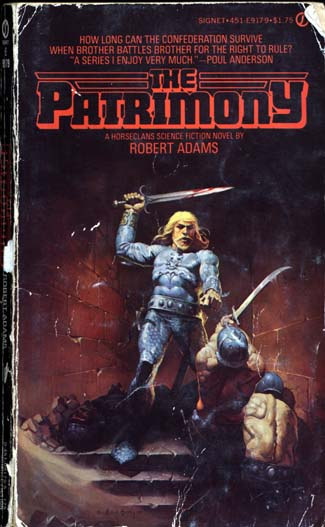 SIGNET•451-E9179•$1.75
HOW LONG CAN THE CONFEDERATION SURVIVE
WHEN BROTHER BATTLES BROTHER FOR THE RIGHT TO RULE?
"A SERIES I ENJOY VERY MUCH."—POUL ANDERSON
THE
PATRIMONY
A HORSECLANS SCIENCE FICTION NOVEL BY
ROBERT ADAMS